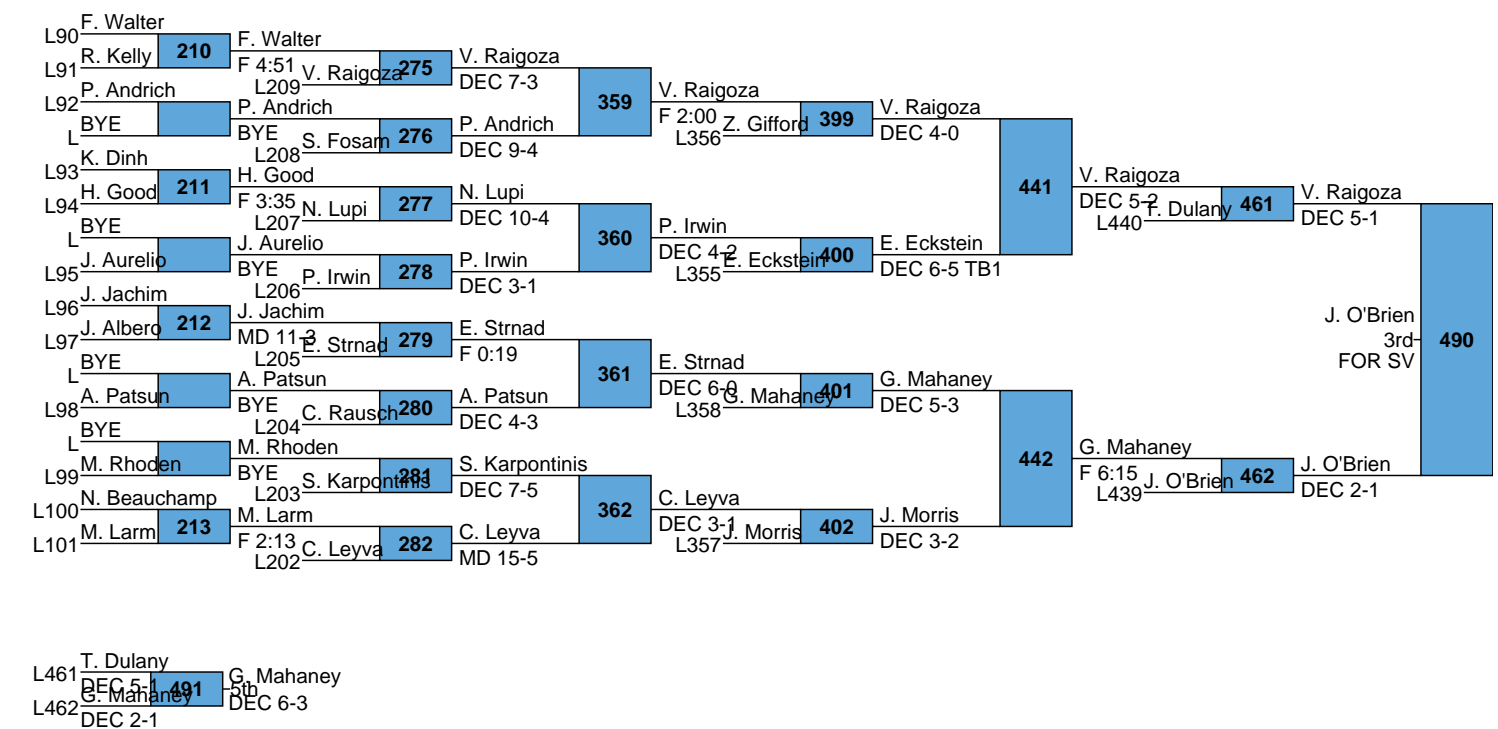 F. Walter
L90
R. Kelly
L91
210
P. Andrich
L92
BYE
L
K. Dinh
L93
H. Good
L94
211
BYE
L
J. Aurelio
L95
J. Jachim
L96
J. Albero
L97
212
BYE
L
A. Patsun
L98
BYE
L
M. Rhoden
L99
N. Beauchamp
L100
M. Larm
L101
213
F. Walter
F 4:51
L209
V. Raigoza
275
P. Andrich
BYE
L208
S. Fosam
276
H. Good
F 3:35
L207
N. Lupi
277
J. Aurelio
BYE
L206
P. Irwin
278
J. Jachim
MD 11-3
L205
E. Strnad
279
A. Patsun
BYE
L204
C. Rausch
280
M. Rhoden
BYE
L203
S. Karpontinis
281
M. Larm
F 2:13
L202
C. Leyva
282
V. Raigoza
DEC 7-3
359
P. Andrich
DEC 9-4
N. Lupi
DEC 10-4
360
P. Irwin
DEC 3-1
E. Strnad
F 0:19
361
A. Patsun
DEC 4-3
S. Karpontinis
DEC 7-5
362
C. Leyva
MD 15-5
V. Raigoza
F 2:00
L356
Z. Gifford
399
P. Irwin
DEC 4-2
L355
E. Eckstein
400
E. Strnad
DEC 6-0
L358
G. Mahaney
401
C. Leyva
DEC 3-1
L357
J. Morris
402
V. Raigoza
DEC 4-0
441
E. Eckstein
DEC 6-5 TB1
G. Mahaney
DEC 5-3
442
J. Morris
DEC 3-2
V. Raigoza
DEC 5-2
L440
T. Dulany
461
G. Mahaney
F 6:15
L439
J. O'Brien
462
V. Raigoza
DEC 5-1
J. O'Brien
DEC 2-1
J. O'Brien
3rd
FOR SV
490
T. Dulany
L461
DEC 5-1
G. Mahaney
L462
DEC 2-1
491
G. Mahaney
5th
DEC 6-3